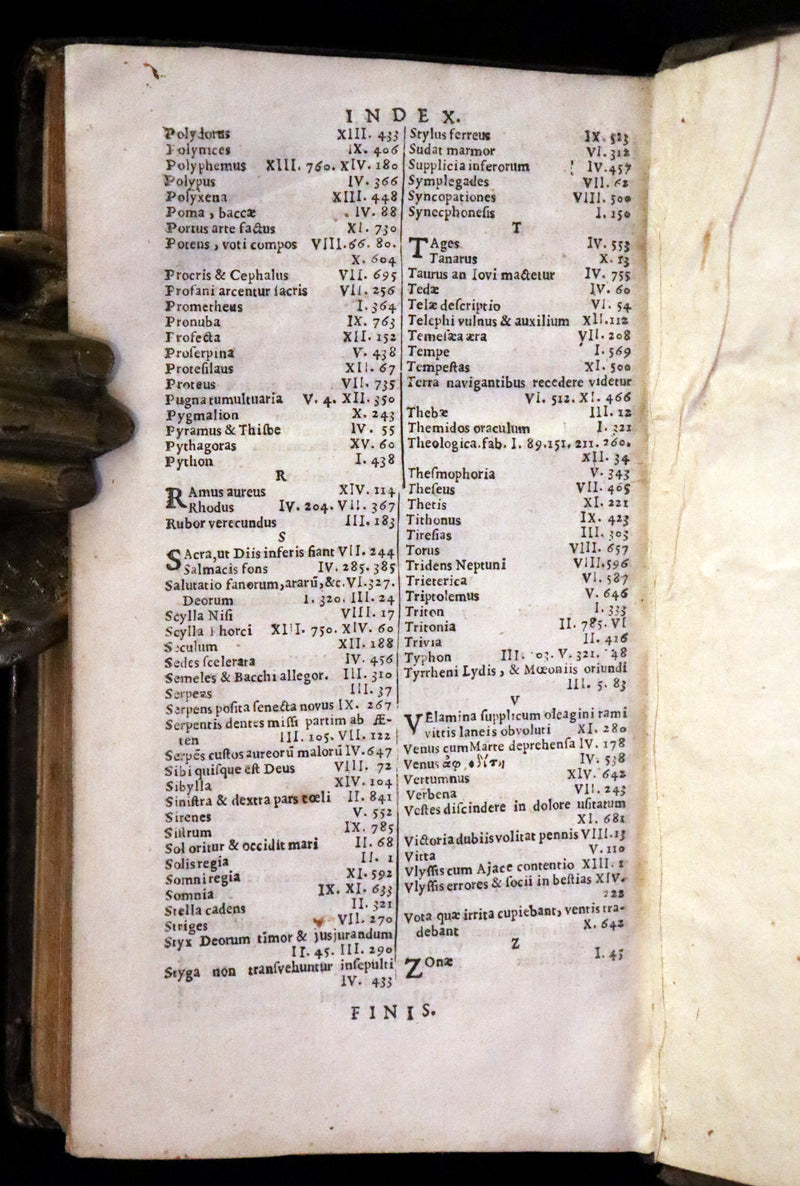 INDEX.
Polydorus XIII. 433
Polynices IX. 406
Polyphemus XIII. 760. XIV. 180
Polypus IV. 366
Polyxena XIII. 448
Poma, baccæ IV. 88
Portus arte factus XI. 730
Potens, voti compos VIII. 66. 80.
X. 604
Procris & Cephalus VII. 695
Profani arcentur sacris VII. 256
Prometheus I. 364
Pronuba IX. 763
Profecta XII. 152
Proserpina V. 438
Protesilaus XII. 67
Proteus VII. 735
Pugna tumultuaria V. 4. XII. 350
Pygmalion X. 243
Pyramus & Thisbe IV. 55
Pythagoras XV. 60
Python I. 438
R
RAmus aureus XIV. 114
Rhodus IV. 204. VII. 367
Rubor verecundus III. 183
S
SAcra, ut Diis inferis fiant VII. 244
Salmacis fons IV. 285. 385
Salutatio fanorum, ararū, &c. VI. 327.
Deorum 1. 320. III. 24
Scylla Nisi VIII. 17
Scylla Phorci XIII. 750. XIV. 60
Seculum XII. 188
Sedes scelerata IV. 456
Semeles & Bacchi allegor. III. 310
Serpens III. 37
Serpens posita senecta novus IX. 267
Serpentis dentes missi partim ab Æ-
ten III. 105. VII. 122
Serpēs custos aureorū malorū IV. 647
Sibi quisque est Deus VIII. 72
Sibylla XIV. 104
Sinistra & dextra pars cœli II. 841
Sirenes V. 552
Sistrum IX. 785
Sol oritur & occidit mari II. 68
Solis regia II. 1
Somni regia XI. 592
Somnia IX. XI. 633
Stella cadens II. 321
Striges VII. 270
Styx Deorum timor & jusjurandum
II. 45. III. 290
Styga non transvehuntur insepulti
IV. 433
Stylus ferreus IX. 523
Sudat marmor VI. 312
Supplicia inferorum IV. 457
Symplegades VII. 62
Syncopationes VIII. 500
Synecphonesis I. 150
T
TAges IV. 553
Tanarus X. 13
Taurus an Iovi mactetur IV. 755
Tedæ IV. 60
Telæ descriptio VI. 54
Telephi vulnus & auxilium XII. 112
Temesæa æra VII. 208
Tempe I. 569
Tempestas XI. 500
Terra navigantibus recedere videtur
VI. 512. XI. 466
Thebæ III. 12
Themidos oraculum I. 321
Theologica. fab. I. 89. 151. 211. 260.
XII. 34
Thesmophoria V. 343
Theseus VII. 405
Thetis XI. 221
Tithonus IX. 423
Tiresias III. 303
Torus VIII. 657
Tridens Neptuni VIII. 596
Trieterica VI. 587
Triptolemus V. 646
Triton I. 333
Tritonia II. 785. VI
Trivia II. 416
Typhon III. 03. V. 321. 48
Tyrrheni Lydis, & Mœoniis oriundi
III. 5. 83
V
VElamina supplicum oleagini rami
vittis laneis obvoluti XI. 280
Venus cum Marte deprehensa IV. 178
Venus IV. 538
Vertumnus XIV. 642
Verbena VII. 243
Vestes discindere in dolore usitatum
XI. 681
Victoria dubiis volitat pennis VIII. 13
Vitta V. 110
Vlyssis cum Ajace contentio XIII. 1
Vlyssis errores & socii in bestias XIV.
223
Vota quæ irrita cupiebant, ventis tra-
debant X. 642
Z
ZOnæ I. 45
FINIS.